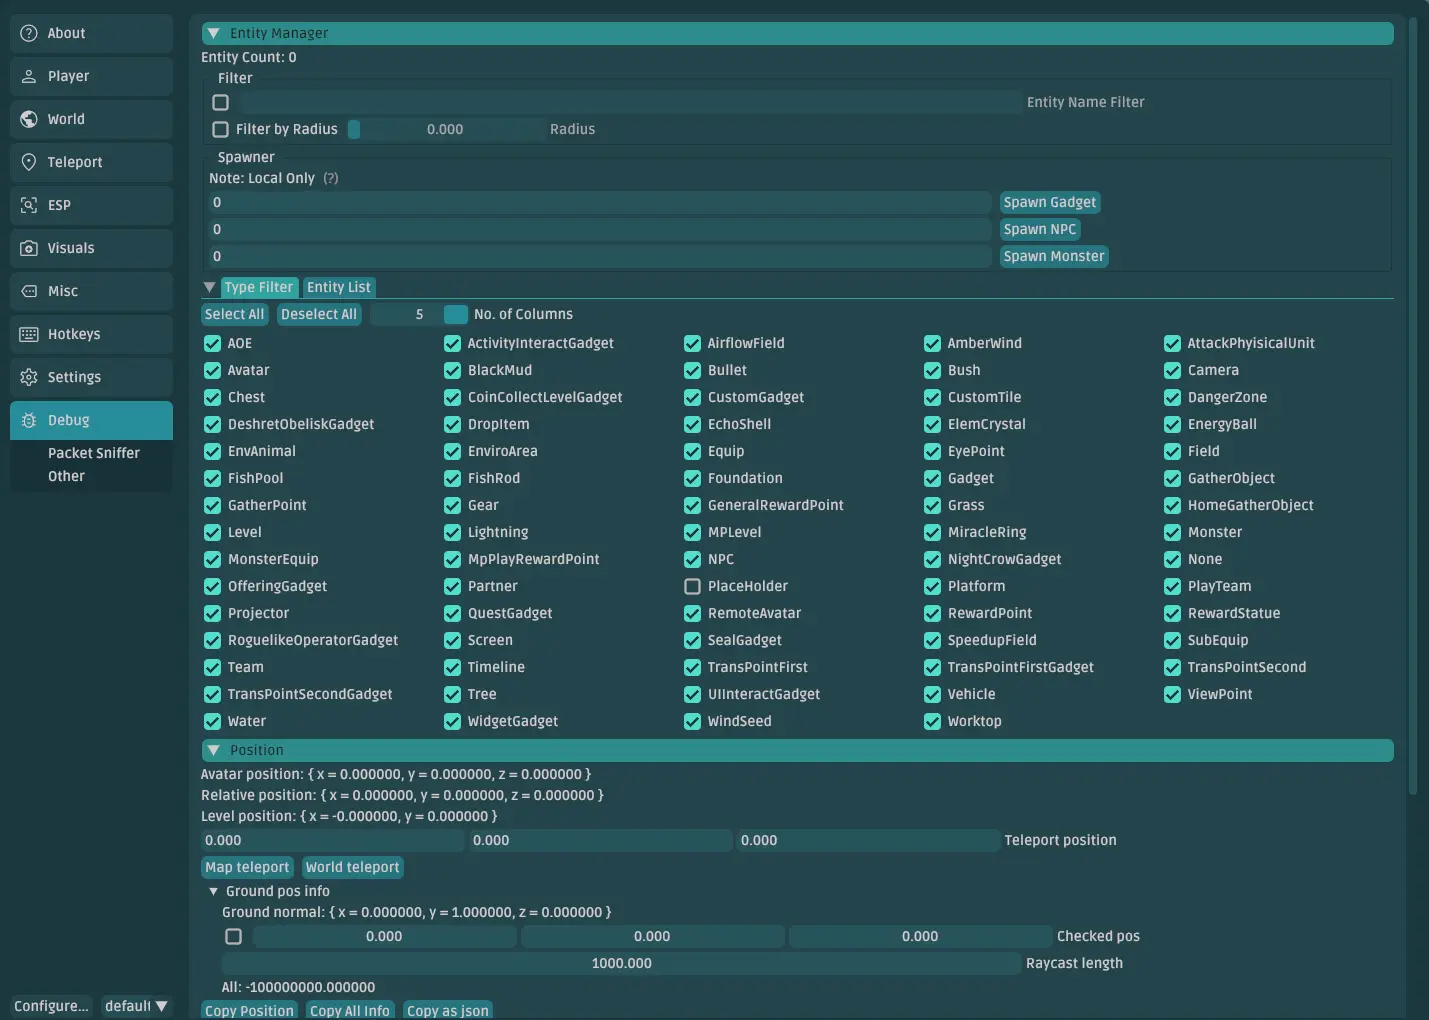 About
Player
World
Teleport
ESP
Visuals
Misc
Hotkeys
Settings
Debug
Packet Sniffer
Other
Configure...
default
Entity Manager
Entity Count: 0
Filter
Entity Name Filter
Filter by Radius 0.000 Radius
Spawner
Note: Local Only (?)
0 Spawn Gadget
0 Spawn NPC
0 Spawn Monster
Type Filter Entity List
Select All Deselect All 5 No. of Columns
AOE ActivityInteractGadget AirflowField AmberWind AttackPhyisicalUnit
Avatar BlackMud Bullet Bush Camera
Chest CoinCollectLevelGadget CustomGadget CustomTile DangerZone
DeshretObeliskGadget DropItem EchoShell ElemCrystal EnergyBall
EnvAnimal EnviroArea Equip EyePoint Field
FishPool FishRod Foundation Gadget GatherObject
GatherPoint Gear GeneralRewardPoint Grass HomeGatherObject
Level Lightning MPLevel MiracleRing Monster
MonsterEquip MpPlayRewardPoint NPC NightCrowGadget None
OfferingGadget Partner PlaceHolder Platform PlayTeam
Projector QuestGadget RemoteAvatar RewardPoint RewardStatue
RoguelikeOperatorGadget Screen SealGadget SpeedupField SubEquip
Team Timeline TransPointFirst TransPointFirstGadget TransPointSecond
TransPointSecondGadget Tree UIInteractGadget Vehicle ViewPoint
Water WidgetGadget WindSeed Worktop
Position
Avatar position: { x = 0.000000, y = 0.000000, z = 0.000000 }
Relative position: { x = 0.000000, y = 0.000000, z = 0.000000 }
Level position: { x = -0.000000, y = 0.000000 }
0.000 0.000 0.000 Teleport position
Map teleport World teleport
Ground pos info
Ground normal: { x = 0.000000, y = 1.000000, z = 0.000000 }
0.000 0.000 0.000 Checked pos
1000.000 Raycast length
All: -100000000.000000
Copy Position Copy All Info Copy as json